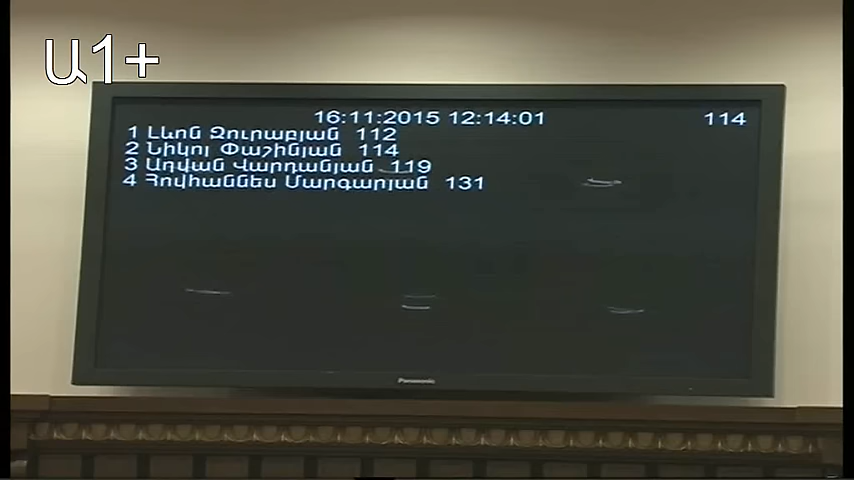 ա1+
16:11:2015 12:14:01 114
1 Լևոն Զուրաբյան 112
2 Նիկոլ Փաշինյան 114
3 Աղվան Վարդանյան 119
4 Հովհաննես Մարգարյան 131
Panasonic